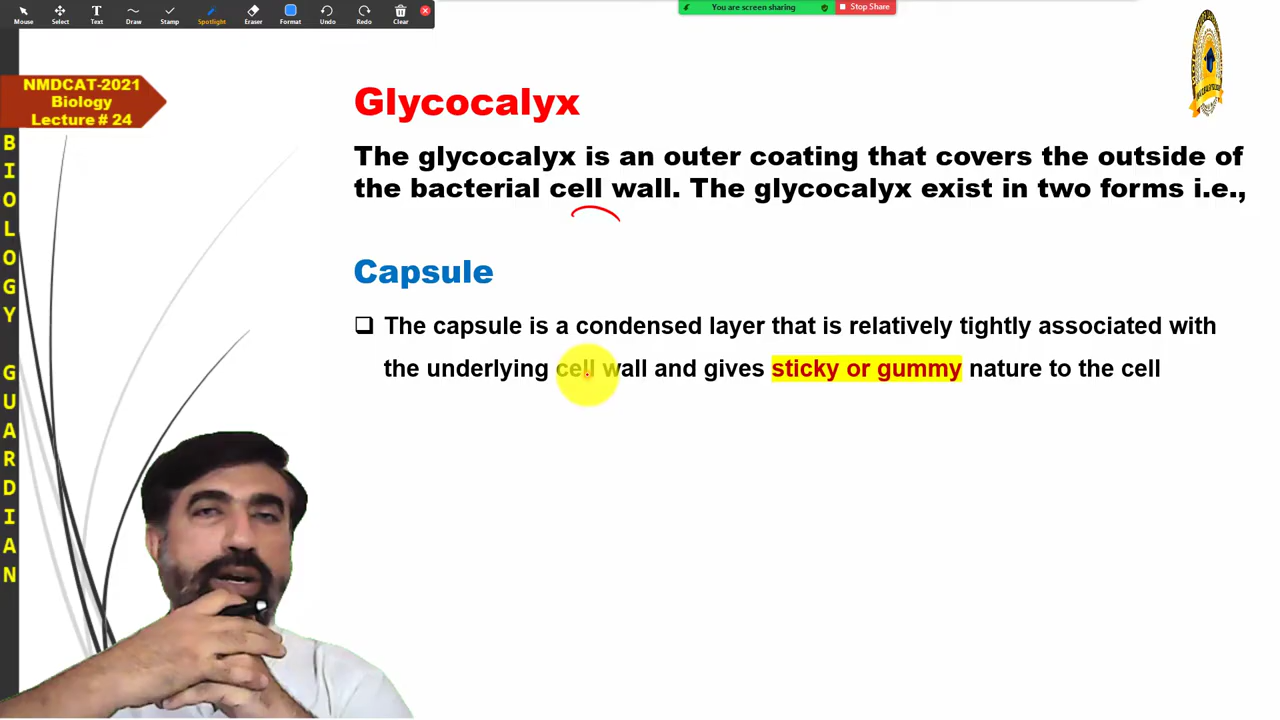 Mouse
Select
Text
Draw
Stamp
Spotlight
Eraser
Format
Undo
Redo
Clear
You are screen sharing
Stop Share
NMDCAT-2021
Biology
Lecture # 24
BIOLOGY GUARDIAN
Glycocalyx
The glycocalyx is an outer coating that covers the outside of
the bacterial cell wall. The glycocalyx exist in two forms i.e.,
Capsule
The capsule is a condensed layer that is relatively tightly associated with
the underlying cell wall and gives sticky or gummy nature to the cell